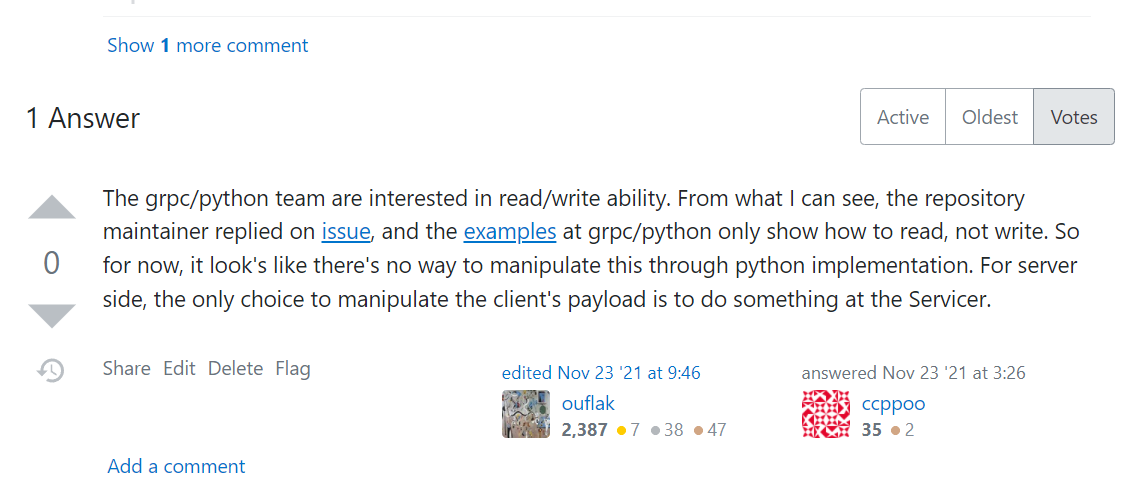 Show 1 more comment
1 Answer
Active Oldest Votes
The grpc/python team are interested in read/write ability. From what I can see, the repository
maintainer replied on issue, and the examples at grpc/python only show how to read, not write. So
0
for now, it look's like there's no way to manipulate this through python implementation. For server
side, the only choice to manipulate the client's payload is to do something at the Servicer.
Share Edit Delete Flag
edited Nov 23 '21 at 9:46
ouflak
2,387 7 38 47
answered Nov 23 '21 at 3:26
ccppoo
35 2
Add a comment